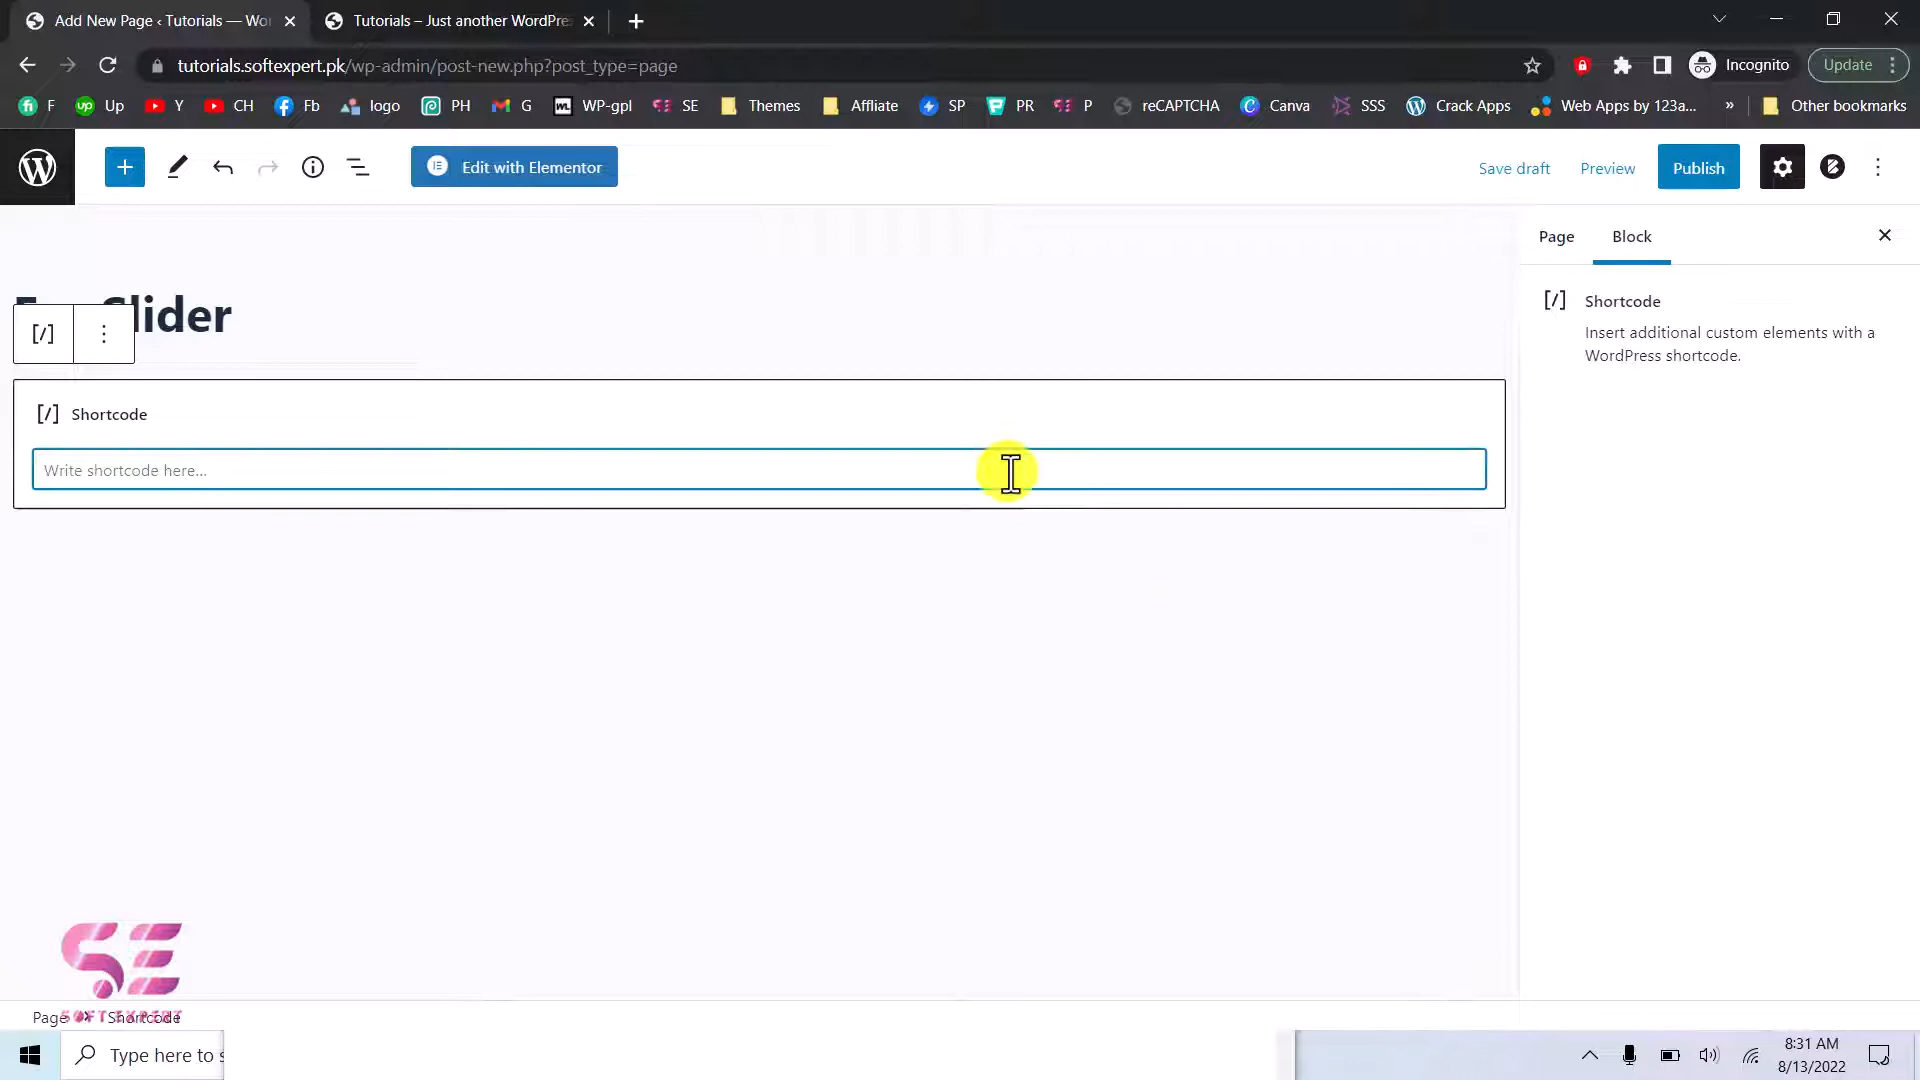 Add New Page ‹ Tutorials — Wo
Tutorials – Just another WordPre
tutorials.softexpert.pk/wp-admin/post-new.php?post_type=page
Incognito
Update
F
Up
Y
CH
Fb
logo
PH
G
WP-gpl
SE
Themes
Affliate
SP
PR
P
reCAPTCHA
Canva
SSS
Crack Apps
Web Apps by 123a...
»
Other bookmarks
Edit with Elementor
Save draft
Preview
Publish
Page
Block
Slider
[/] Shortcode
Insert additional custom elements with a
WordPress shortcode.
[/]
[/] Shortcode
Write shortcode here...
SE
SOFT EXPERT
Page
Shortcode
Type here to s
8:31 AM
8/13/2022